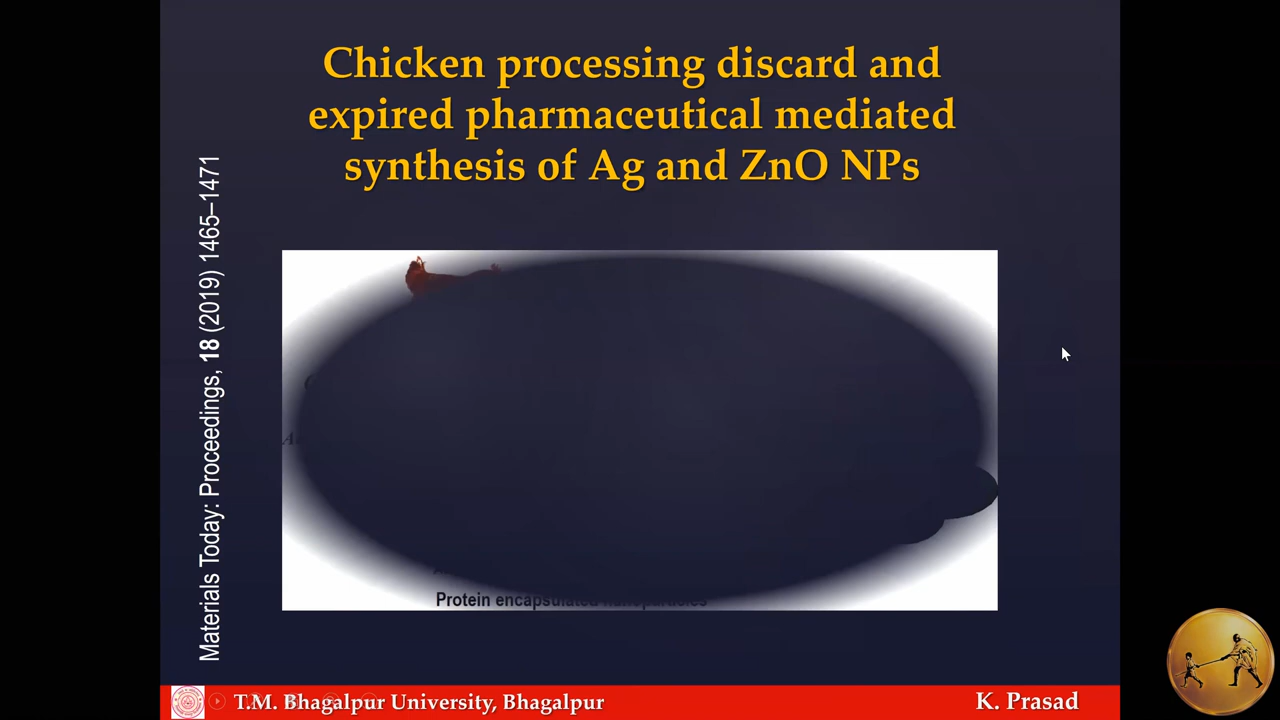 Chicken processing discard and
expired pharmaceutical mediated
synthesis of Ag and ZnO NPs
Materials Today: Proceedings, 18 (2019) 1465–1471
Protein encapsulated nanoparticles
T.M. Bhagalpur University, Bhagalpur
K. Prasad